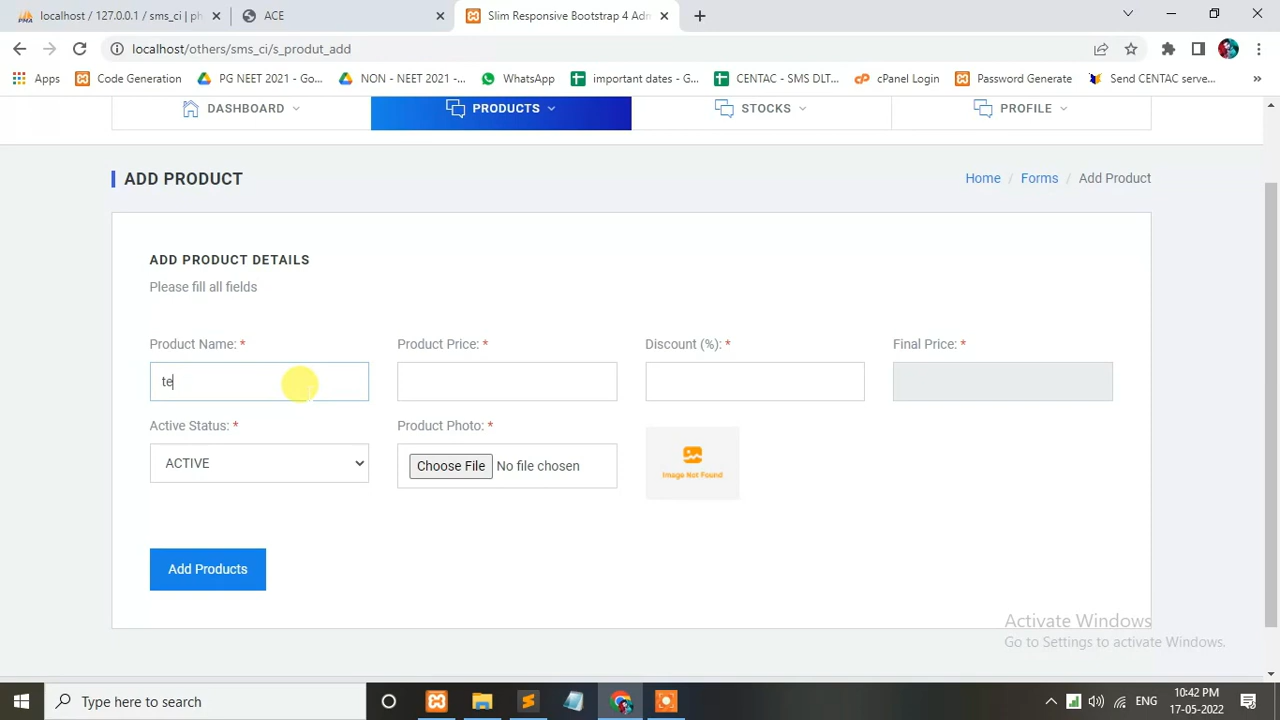 localhost / 127.0.0.1 / sms_ci | ph
ACE
Slim Responsive Bootstrap 4 Adm
localhost/others/sms_ci/s_produt_add
Apps
Code Generation
PG NEET 2021 - Go...
NON - NEET 2021 -...
WhatsApp
important dates - G...
CENTAC - SMS DLT...
cPanel Login
Password Generate
Send CENTAC serve...
»
DASHBOARD
PRODUCTS
STOCKS
PROFILE
ADD PRODUCT
Home / Forms / Add Product
ADD PRODUCT DETAILS
Please fill all fields
Product Name: *
Product Price: *
Discount (%): *
Final Price: *
te
Active Status: *
Product Photo: *
ACTIVE
Choose File No file chosen
Image Not Found
Add Products
Activate Windows
Go to Settings to activate Windows.
Type here to search
ENG
10:42 PM
17-05-2022